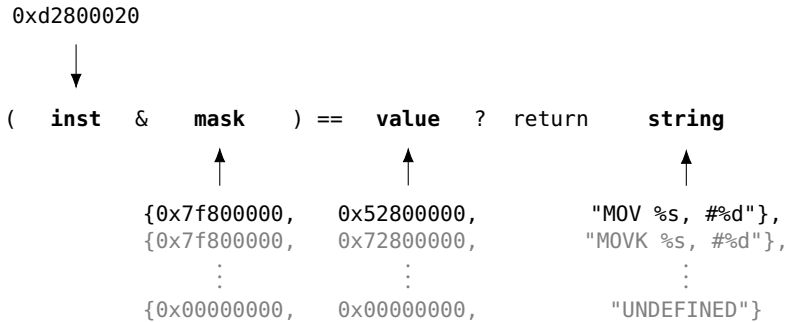 0xd2800020
( inst & mask ) == value ? return string
{0x7f800000, 0x52800000, "MOV %s, #%d"},
{0x7f800000, 0x72800000, "MOVK %s, #%d"},
⋮ ⋮ ⋮
{0x00000000, 0x00000000, "UNDEFINED"}